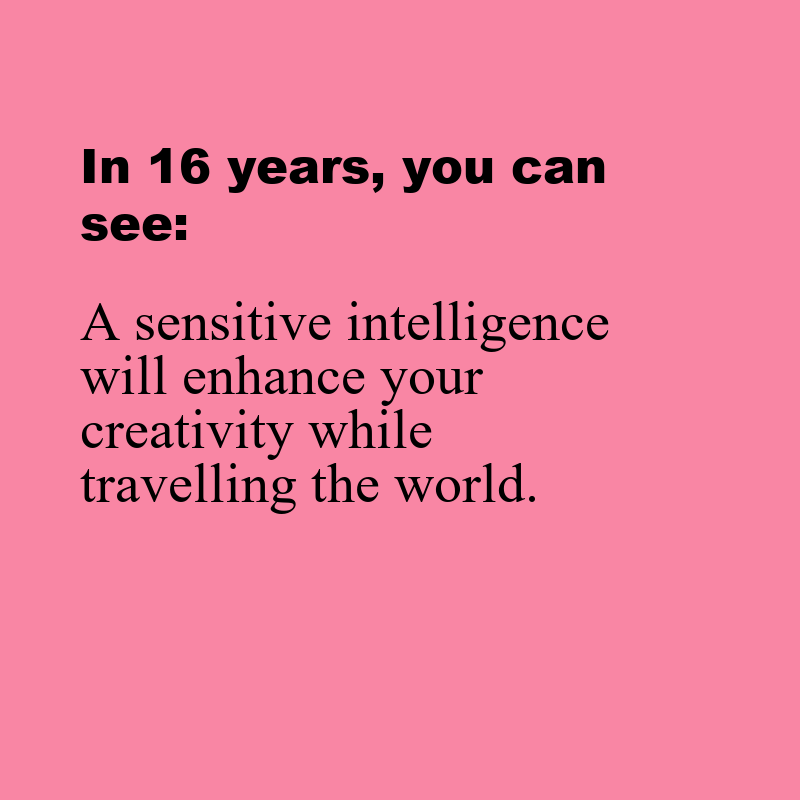 In 16 years, you can
see:
A sensitive intelligence
will enhance your
creativity while
travelling the world.